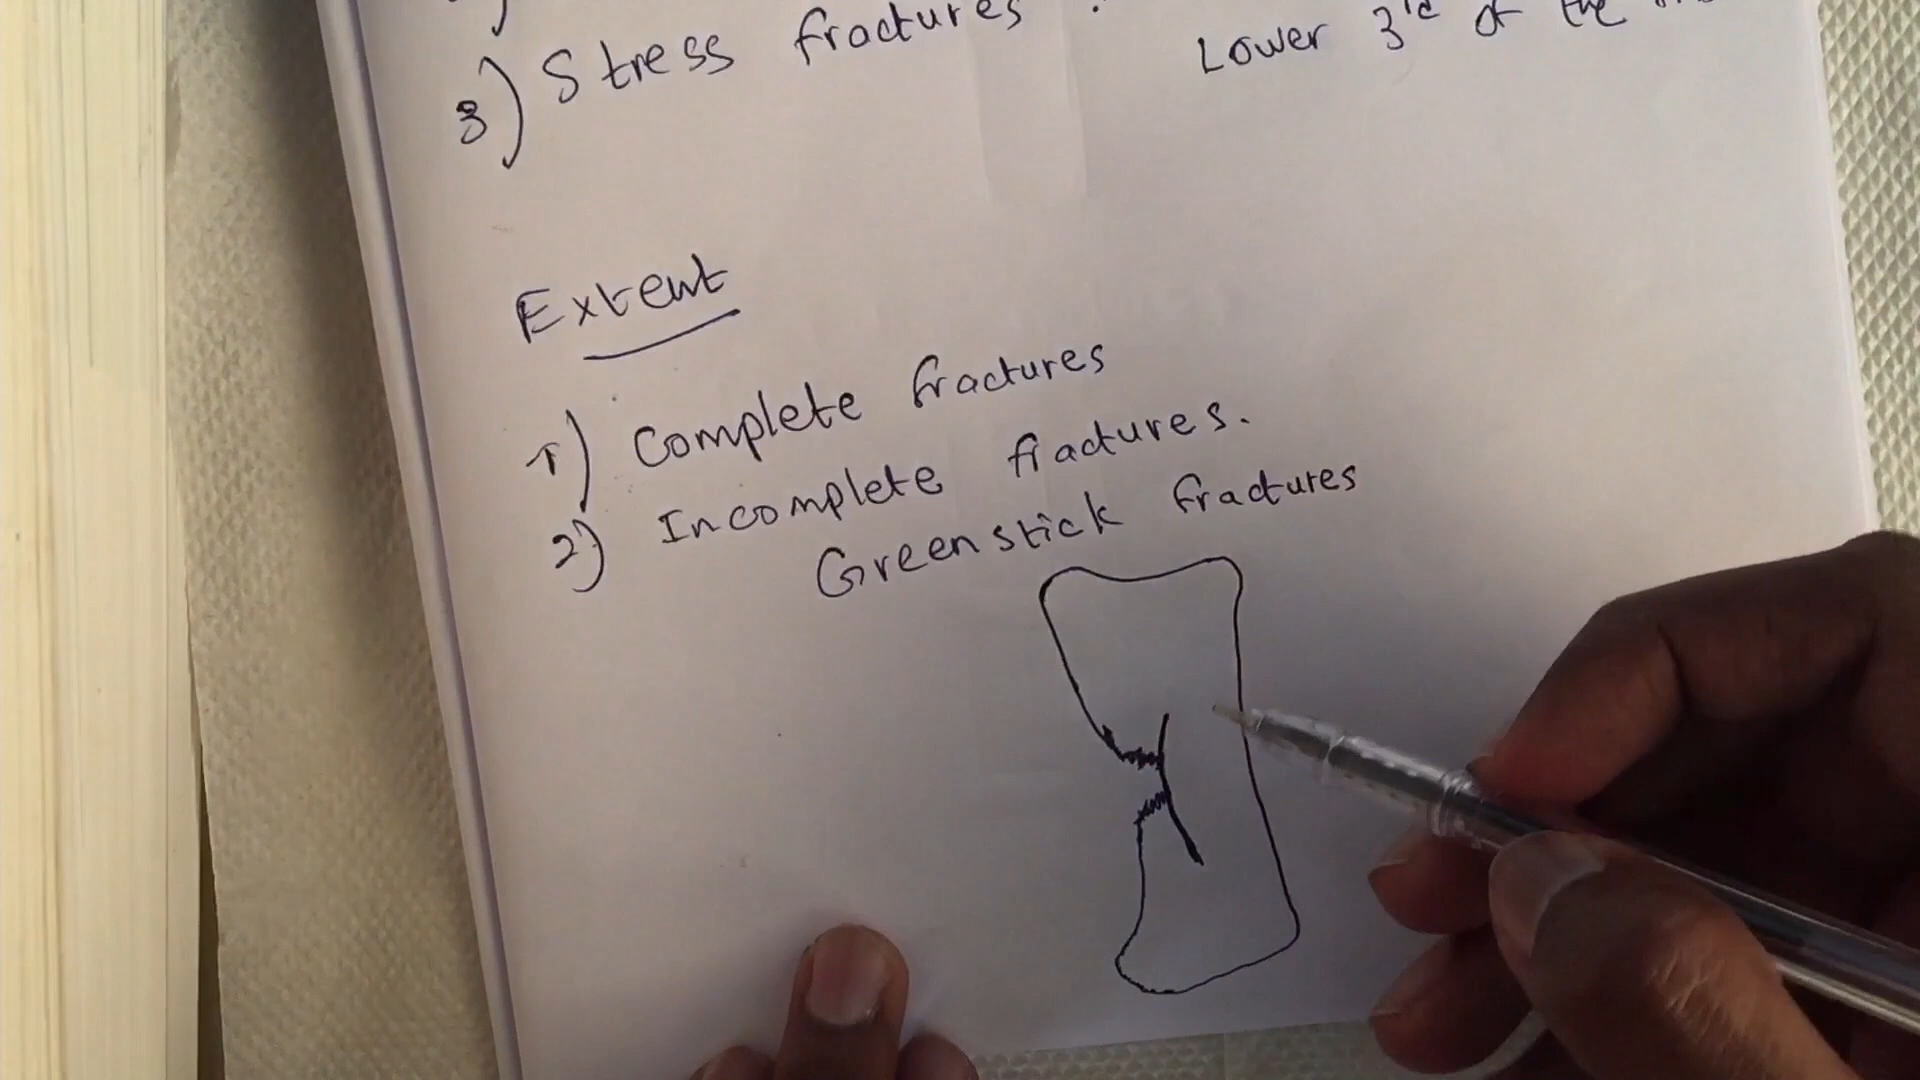 3) Stress fractures
Lower 3rd of the
Extent
1) Complete fractures
2) Incomplete fractures.
Greenstick fractures